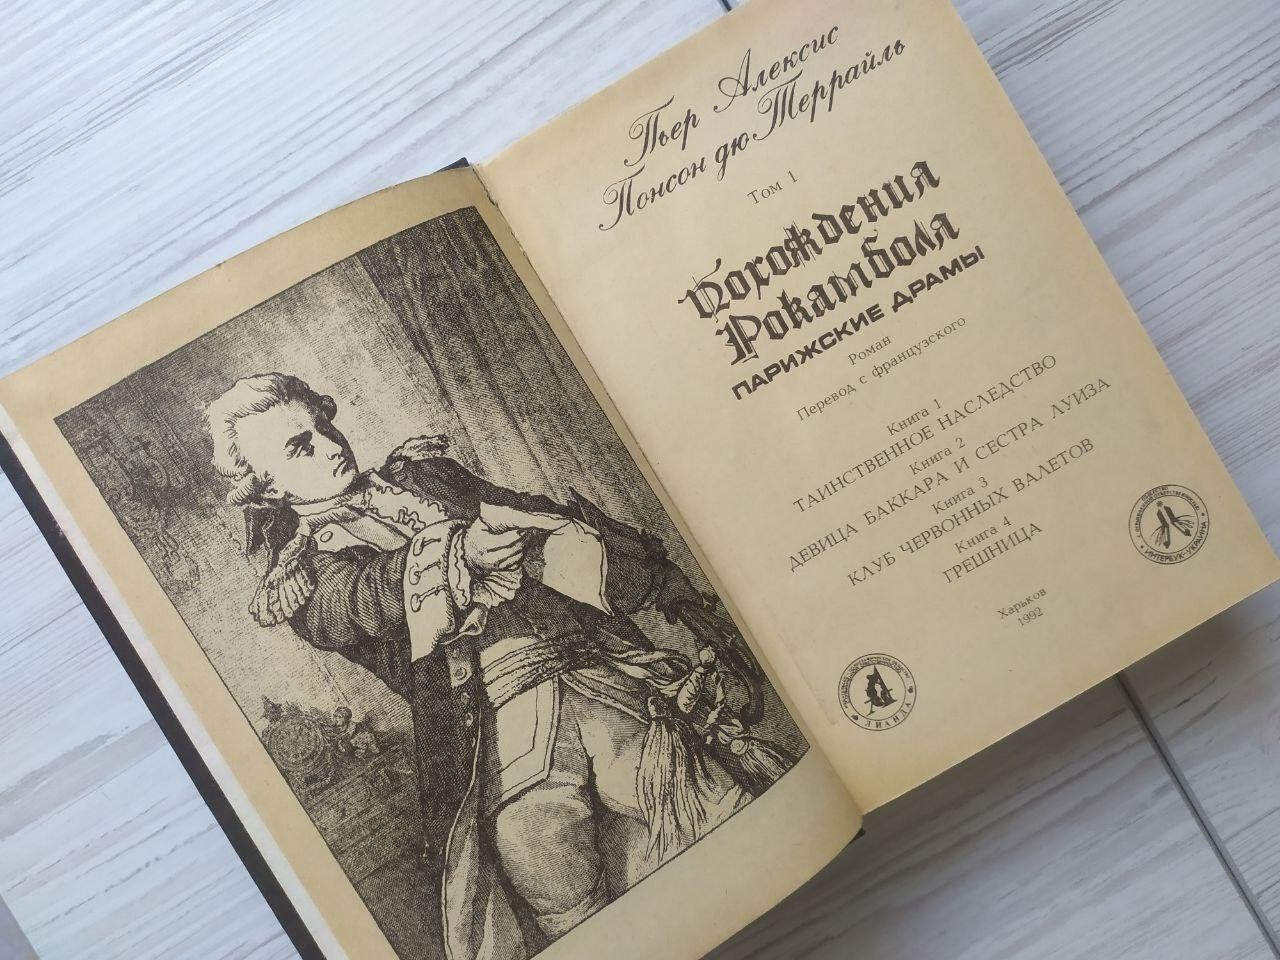 Пьер Алексис
Понсон дю Террайль
Том 1
Похождения
Рокамболя
ПАРИЖСКИЕ ДРАМЫ
Роман
Перевод с французского
Книга 1
ТАИНСТВЕННОЕ НАСЛЕДСТВО
Книга 2
ДЕВИЦА БАККАРА И СЕСТРА ЛУИЗА
Книга 3
КЛУБ ЧЕРВОННЫХ ВАЛЕТОВ
Книга 4
ГРЕШНИЦА
ИНТЕРБУК-УКРАИНА
Харьков
1992
ДИАНДА